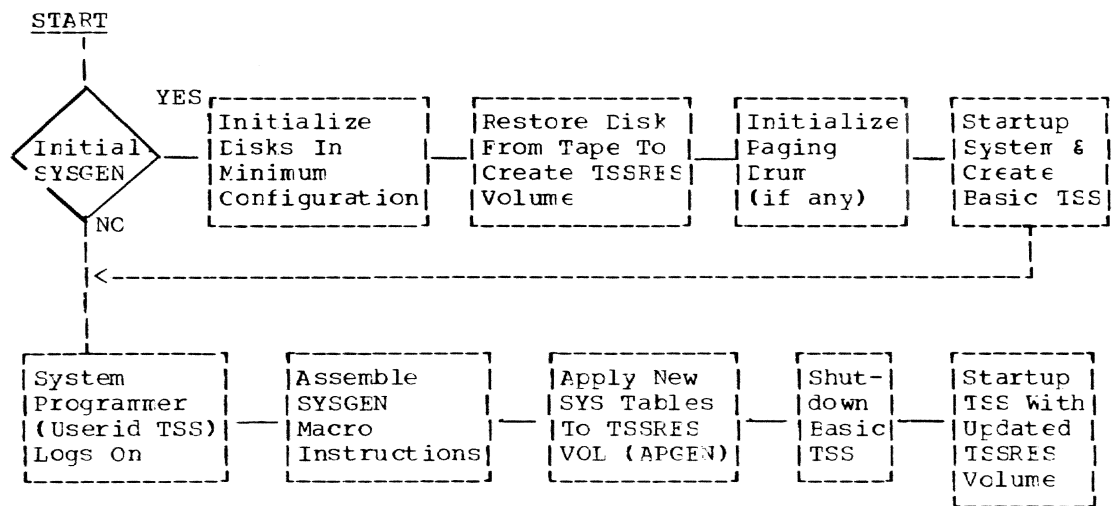 START
YES
Initial
SYSGEN
NO
Initialize
Disks In
Minimum
Configuration
Restore Disk
From Tape To
Create TSSRES
Volume
Initialize
Paging
Drum
(if any)
Startup
System &
Create
Basic TSS
System
Programmer
(Userid TSS)
Logs On
Assemble
SYSGEN
Macro
Instructions
Apply New
SYS Tables
To TSSRES
VOL (APGEN)
Shut-
down
Basic
TSS
Startup
TSS With
Updated
TSSRES
Volume